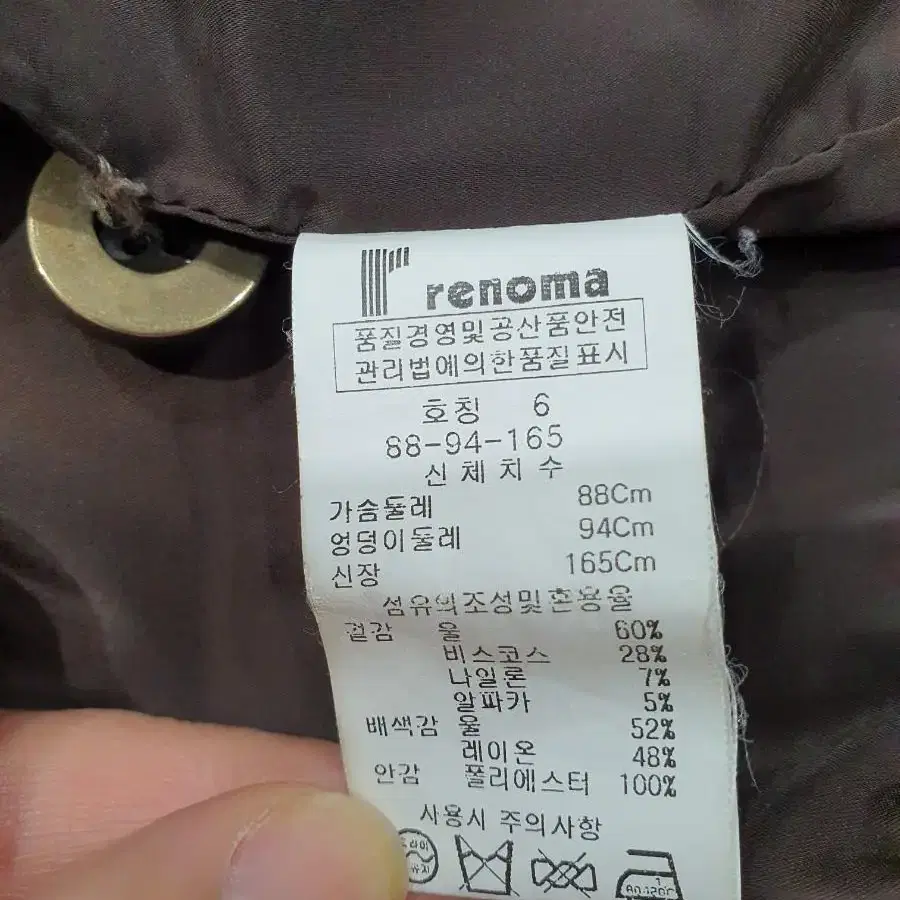 renoma
품질경영및공산품안전
관리법에의한품질표시
호칭 6
88-94-165
신체치수
가슴둘레 88Cm
엉덩이둘레 94Cm
신장 165Cm
섬유의조성및혼용율
겉감 울 60%
비스코스 28%
나일론 7%
알파카 5%
배색감 울 52%
레이온 48%
안감 폴리에스터 100%
사용시 주의사항